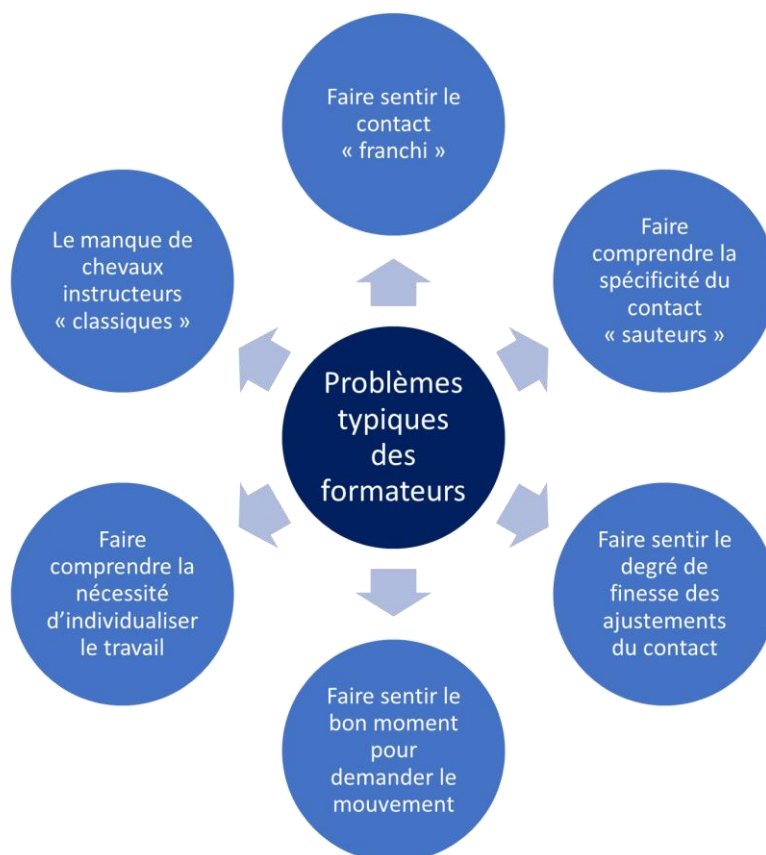 Faire sentir le
contact
« franchi »
Faire
comprendre la
spécificité du
contact
« sauteurs »
Faire sentir le
degré de
finesse des
ajustements
du contact
Faire sentir le
bon moment
pour
demander le
mouvement
Faire
comprendre la
nécessité
d’individualiser
le travail
Le manque de
chevaux
instructeurs
« classiques »
Problèmes
typiques
des
formateurs